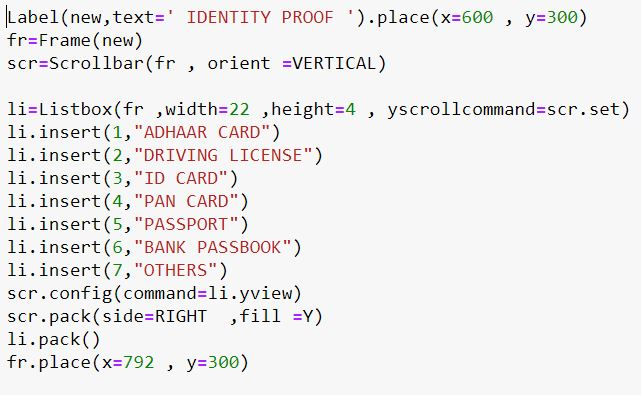 Label(new,text=' IDENTITY PROOF ').place(x=600 , y=300)
fr=Frame(new)
scr=Scrollbar(fr , orient =VERTICAL)
li=Listbox(fr ,width=22 ,height=4 , yscrollcommand=scr.set)
li.insert(1,"ADHAAR CARD")
li.insert(2,"DRIVING LICENSE")
li.insert(3,"ID CARD")
li.insert(4,"PAN CARD")
li.insert(5,"PASSPORT")
li.insert(6,"BANK PASSBOOK")
li.insert(7,"OTHERS")
scr.config(command=li.yview)
scr.pack(side=RIGHT  ,fill =Y)
li.pack()
fr.place(x=792 , y=300)